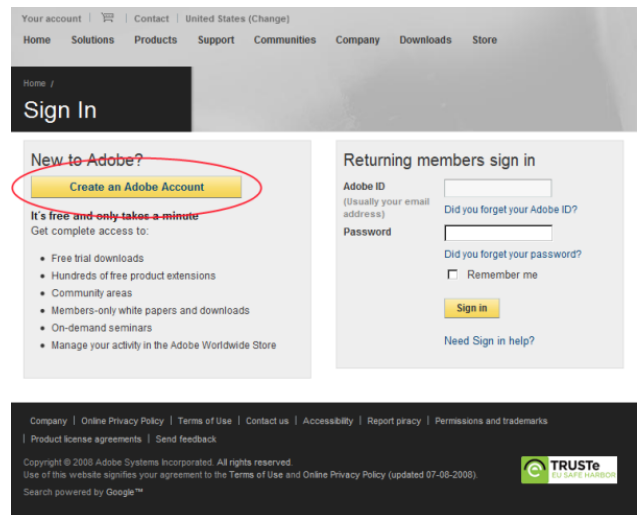 Your account | Contact | United States (Change)
Home Solutions Products Support Communities Company Downloads Store
Home /
Sign In
New to Adobe?
Create an Adobe Account
It's free and only takes a minute
Get complete access to:
• Free trial downloads
• Hundreds of free product extensions
• Community areas
• Members-only white papers and downloads
• On-demand seminars
• Manage your activity in the Adobe Worldwide Store
Returning members sign in
Adobe ID
(Usually your email
address)
Did you forget your Adobe ID?
Password
Did you forget your password?
Remember me
Sign in
Need Sign in help?
Company | Online Privacy Policy | Terms of Use | Contact us | Accessibility | Report piracy | Permissions and trademarks
| Product license agreements | Send feedback
Copyright © 2008 Adobe Systems Incorporated. All rights reserved.
Use of this website signifies your agreement to the Terms of Use and Online Privacy Policy (updated 07-08-2008).
Search powered by Google™
TRUSTe
EU SAFE HARBOR